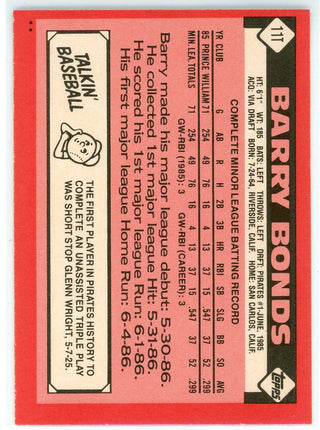 11T
BARRY BONDS
topps
HT: 6'1" WT: 185 BATS: LEFT THROWS: LEFT DRFT: PIRATES #1-JUNE, 1985
ACQ: VIA DRAFT BORN: 7-24-64, RIVERSIDE, CALIF. HOME: SAN CARLOS, CALIF.
COMPLETE MINOR LEAGUE BATTING RECORD
YR CLUB G AB R H 2B 3B HR RBI SB SLG BB SO AVG
85 PRINCE WILLIAM 71 254 49 76 16 4 13 37 15 .547 37 52 .299
MIN. LEA. TOTALS 71 254 49 76 16 4 13 37 15 .547 37 52 .299
GW-RBI (1985): 3 GW-RBI (CAREER): 3
Barry made his major league debut: 5-30-86.
He collected 1st major league Hit: 5-31-86.
He scored his 1st major league Run: 6-1-86.
His first major league Home Run: 6-4-86.
TALKIN'
BASEBALL
THE FIRST PLAYER IN PIRATES HISTORY TO
COMPLETE AN UNASSISTED TRIPLE PLAY
WAS SHORT STOP GLENN WRIGHT, 5-7-25.
**